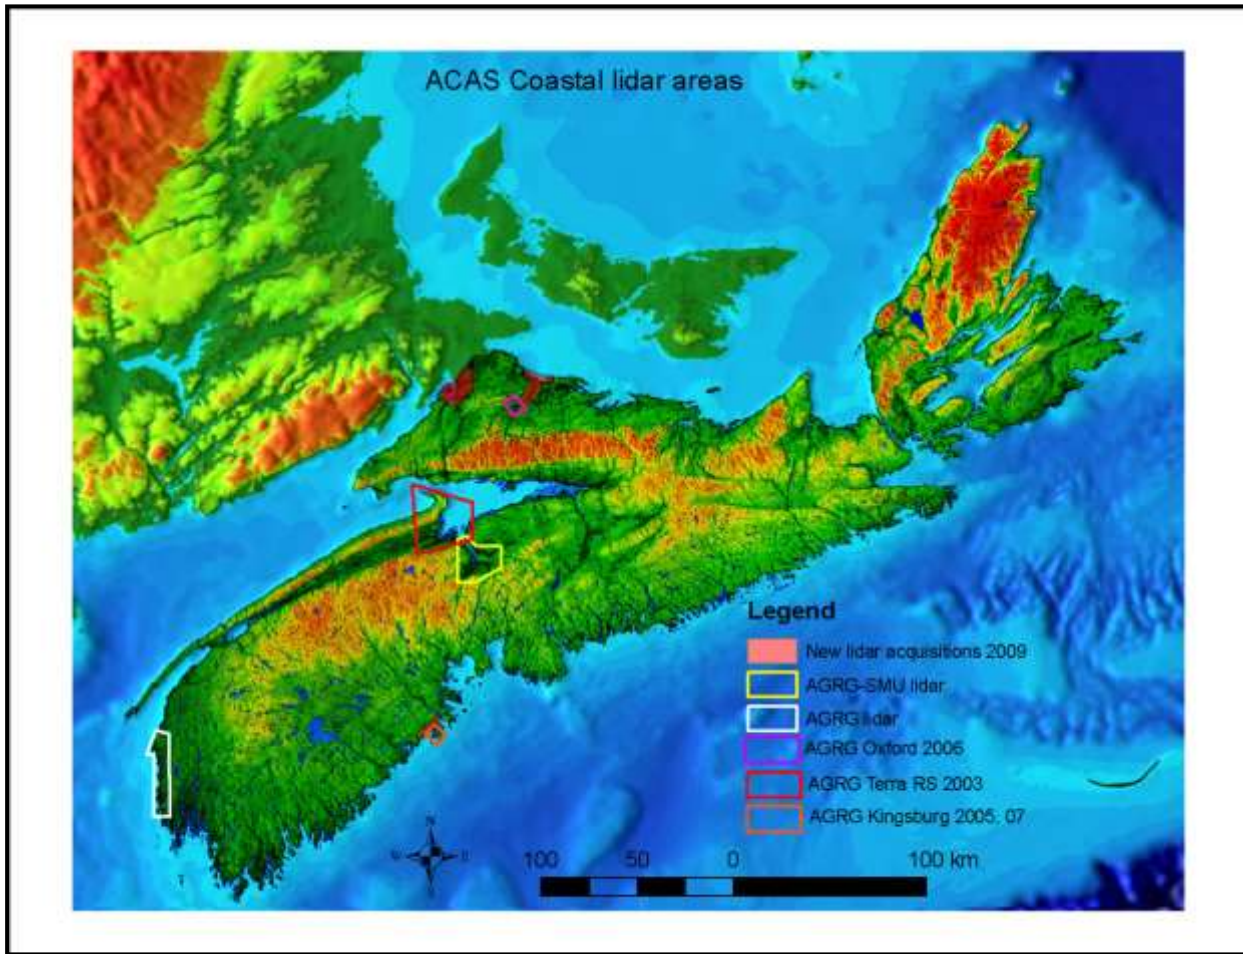 ACAS Coastal lidar areas
Legend
New lidar acquisitions 2009
AGRG-SMU lidar
AGRG lidar
AGRG Oxford 2006
AGRG Terra RS 2003
AGRG Kingsburg 2005, 07
N
W E
S
100 50 0 100 km